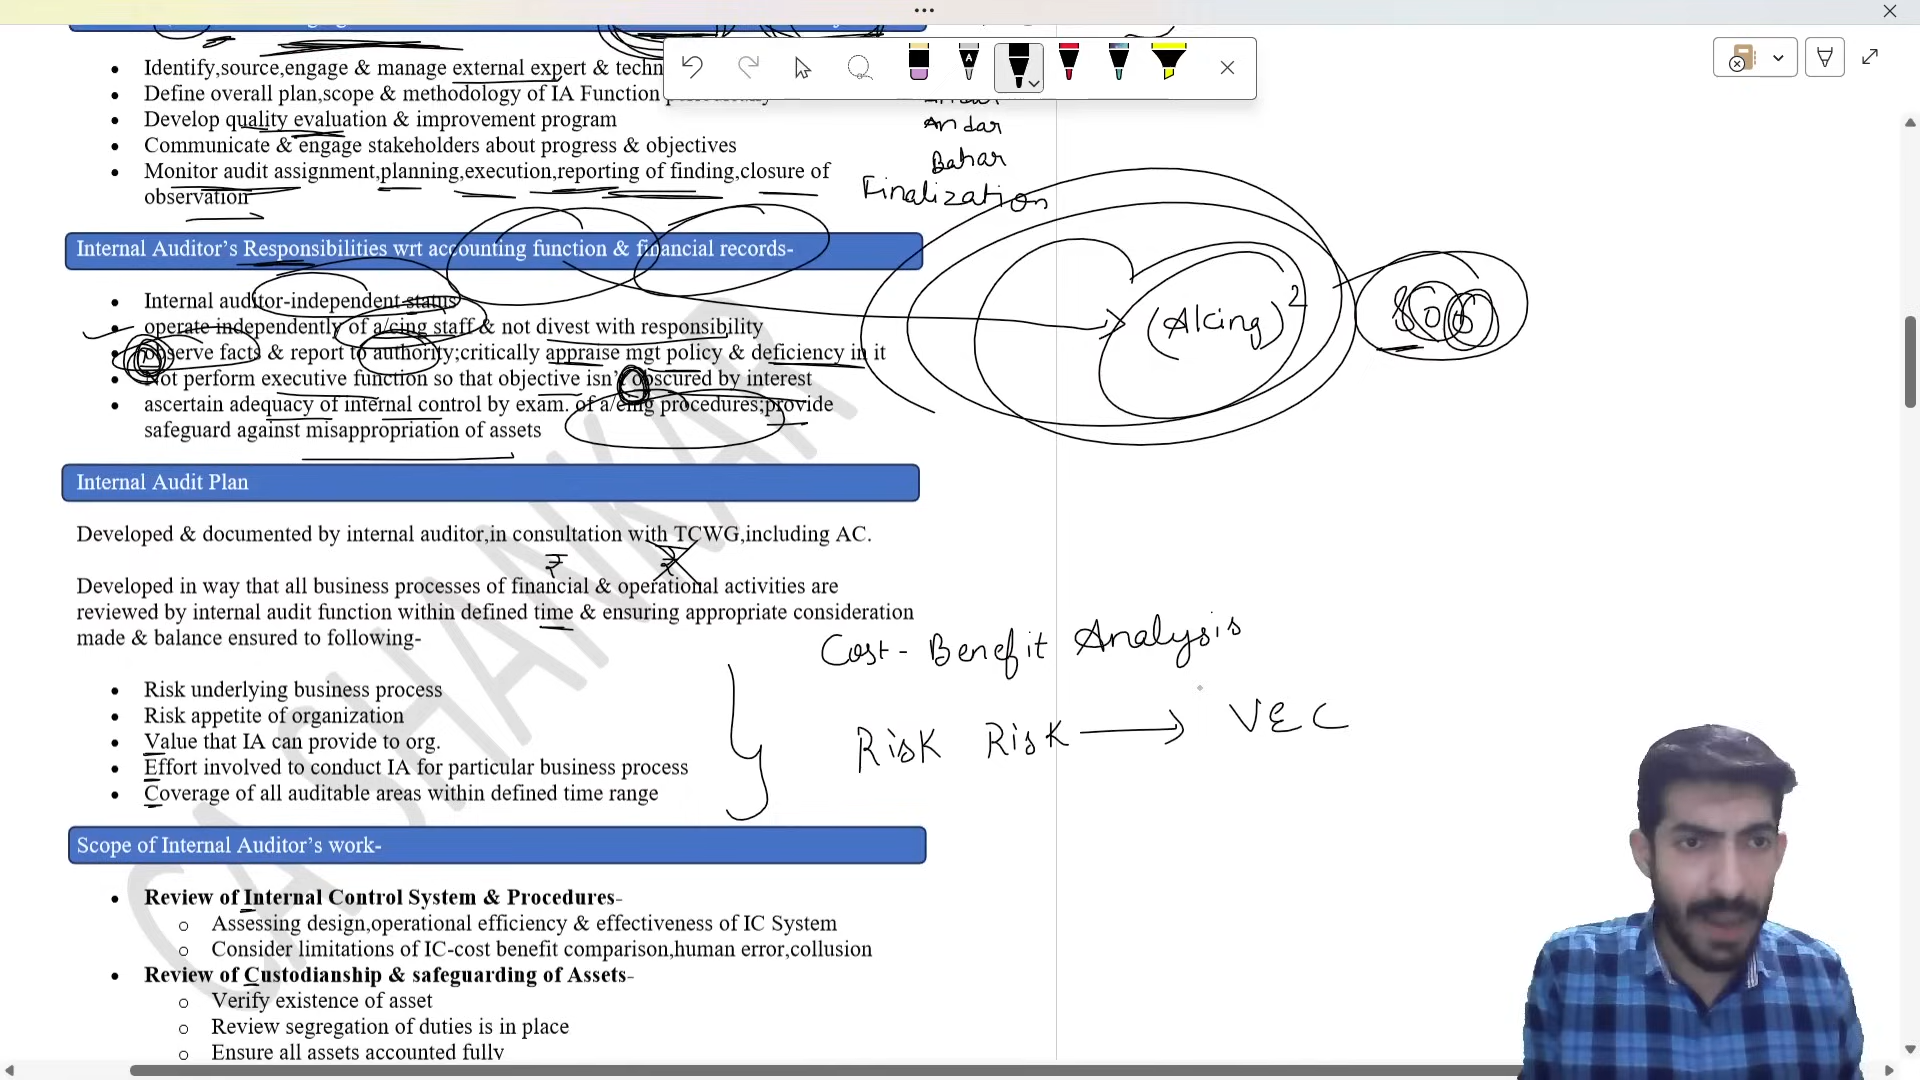 Identify,source,engage & manage external expert & techn
Define overall plan,scope & methodology of IA Function
Develop quality evaluation & improvement program
Communicate & engage stakeholders about progress & objectives
Monitor audit assignment,planning,execution,reporting of finding,closure of
observation
Andar
Bahar
Finalization
Internal Auditor's Responsibilities wrt accounting function & financial records-
Internal auditor-independent status
operate independently of a/cing staff & not divest with responsibility
observe facts & report to authority;critically appraise mgt policy & deficiency in it
Not perform executive function so that objective isn't obscured by interest
ascertain adequacy of internal control by exam. of a/cing procedures;provide
safeguard against misappropriation of assets
(A/cing)²
Internal Audit Plan
Developed & documented by internal auditor,in consultation with TCWG,including AC.
₹ ₹
Developed in way that all business processes of financial & operational activities are
reviewed by internal audit function within defined time & ensuring appropriate consideration
made & balance ensured to following-
Cost-Benefit Analysis
Risk Risk → VEC
Risk underlying business process
Risk appetite of organization
Value that IA can provide to org.
Effort involved to conduct IA for particular business process
Coverage of all auditable areas within defined time range
Scope of Internal Auditor's work-
Review of Internal Control System & Procedures-
Assessing design,operational efficiency & effectiveness of IC System
Consider limitations of IC-cost benefit comparison,human error,collusion
Review of Custodianship & safeguarding of Assets-
Verify existence of asset
Review segregation of duties is in place
Ensure all assets accounted fully
CA SHANKAR